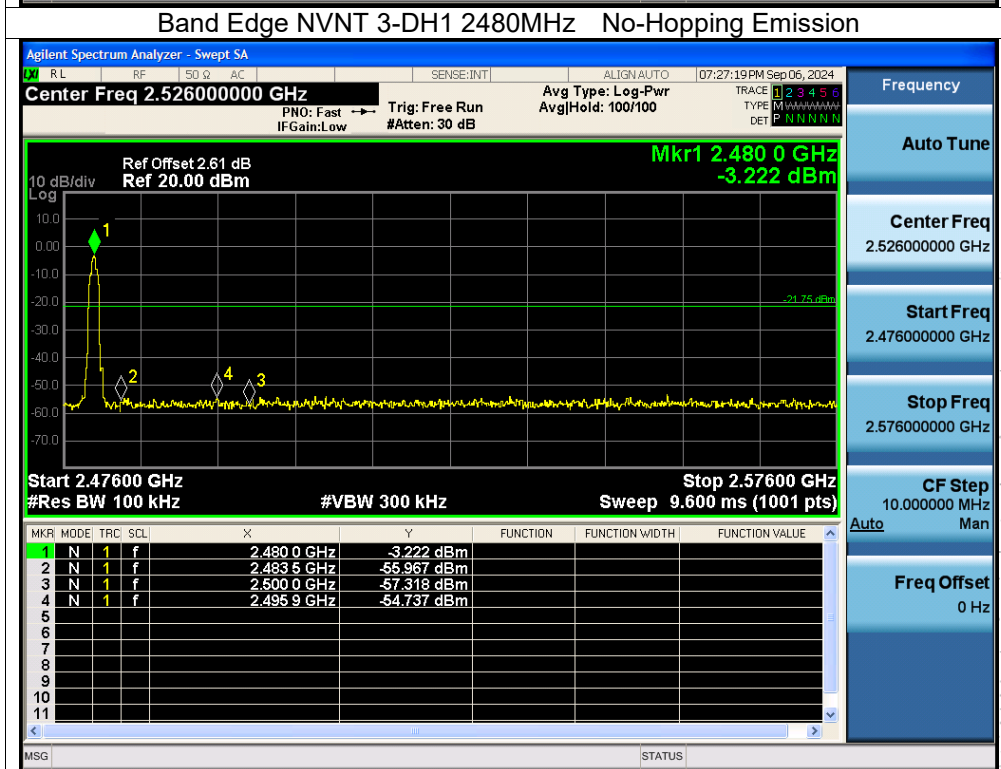 Band Edge NVNT 3-DH1 2480MHz No-Hopping Emission
Agilent Spectrum Analyzer - Swept SA
LXI RL RF 50 Ω AC SENSE:INT ALIGN AUTO 07:27:19 PM Sep 06, 2024
Center Freq 2.526000000 GHz
PNO: Fast
IFGain:Low
Trig: Free Run
#Atten: 30 dB
Avg Type: Log-Pwr
Avg|Hold: 100/100
TRACE 1 2 3 4 5 6
TYPE M WWWWW
DET P N N N N N
Mkr1 2.480 0 GHz
-3.222 dBm
Ref Offset 2.61 dB
10 dB/div Ref 20.00 dBm
Log
10.0
0.00
-10.0
-20.0
-30.0
-40.0
-50.0
-60.0
-70.0
1
-21.75 dBm
2
4
3
Start 2.47600 GHz Stop 2.57600 GHz
#Res BW 100 kHz #VBW 300 kHz Sweep 9.600 ms (1001 pts)
MKR MODE TRC SCL X Y FUNCTION FUNCTION WIDTH FUNCTION VALUE
1 N 1 f 2.480 0 GHz -3.222 dBm
2 N 1 f 2.483 5 GHz -55.967 dBm
3 N 1 f 2.500 0 GHz -57.318 dBm
4 N 1 f 2.495 9 GHz -54.737 dBm
5
6
7
8
9
10
11
MSG STATUS
Frequency
Auto Tune
Center Freq
2.526000000 GHz
Start Freq
2.476000000 GHz
Stop Freq
2.576000000 GHz
CF Step
10.000000 MHz
Auto Man
Freq Offset
0 Hz